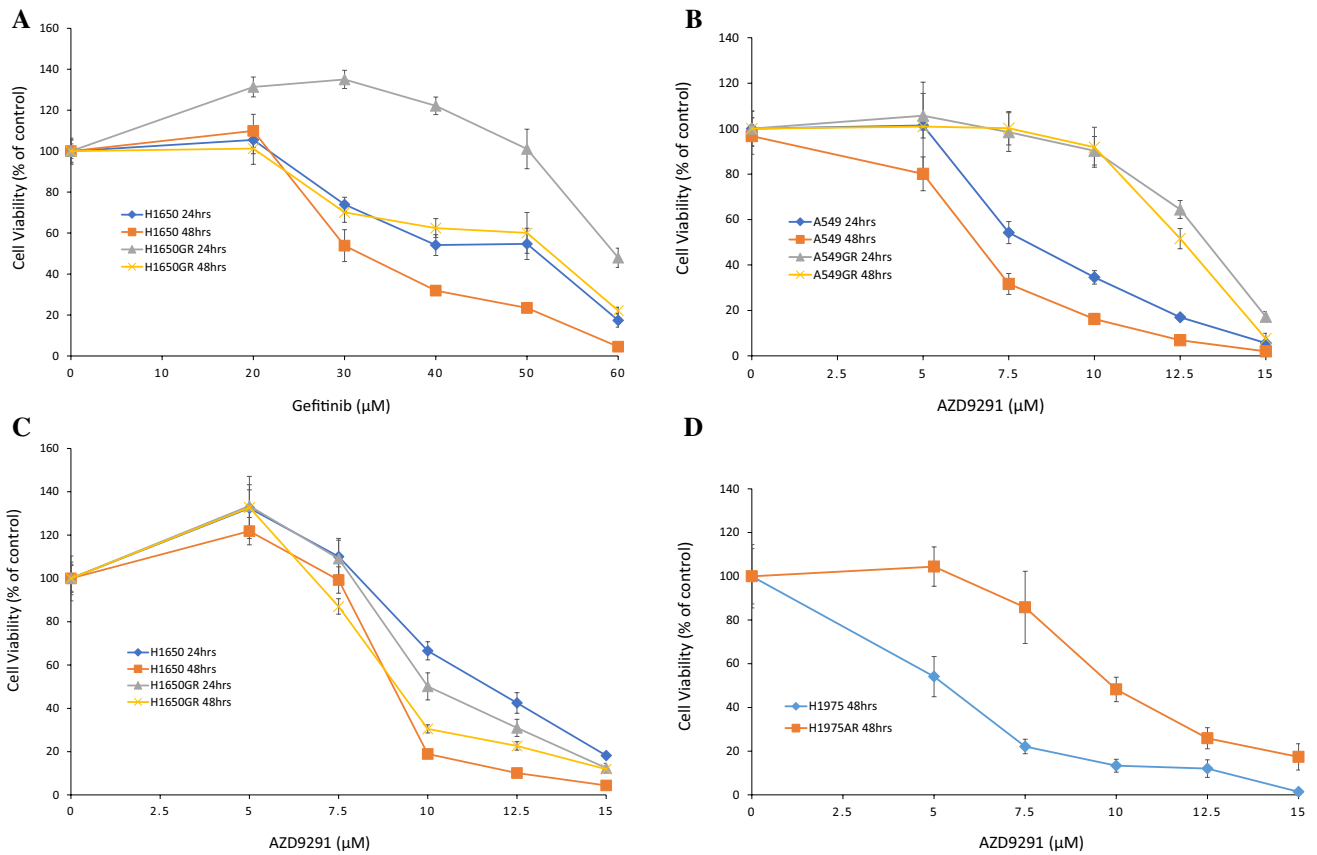 A
160
140
120
100
80
60
40
20
0
Cell Viability (% of control)
H1650 24hrs
H1650 48hrs
H1650GR 24hrs
H1650GR 48hrs
0 10 20 30 40 50 60
Gefitinib (µM)
B
140
120
100
80
60
40
20
0
Cell Viability (% of control)
A549 24hrs
A549 48hrs
A549GR 24hrs
A549GR 48hrs
0 2.5 5 7.5 10 12.5 15
AZD9291 (µM)
C
160
140
120
100
80
60
40
20
0
Cell Viability (% of control)
H1650 24hrs
H1650 48hrs
H1650GR 24hrs
H1650GR 48hrs
0 2.5 5 7.5 10 12.5 15
AZD9291 (µM)
D
140
120
100
80
60
40
20
0
Cell Viability (% of control)
H1975 48hrs
H1975AR 48hrs
0 2.5 5 7.5 10 12.5 15
AZD9291 (µM)